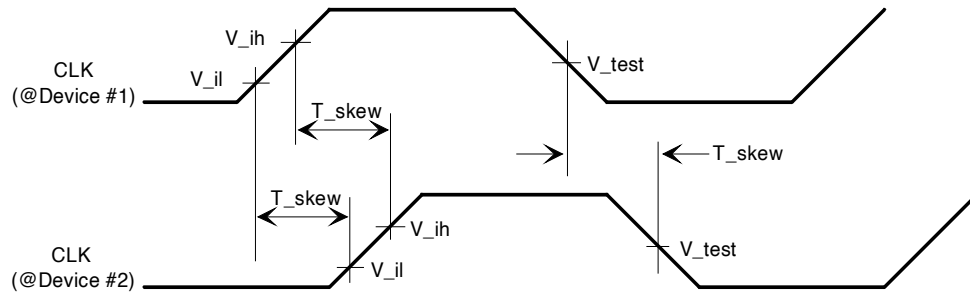 V_ih
V_il
V_test
CLK
(@Device #1)
T_skew
T_skew
T_skew
V_ih
V_test
CLK
(@Device #2)
V_il